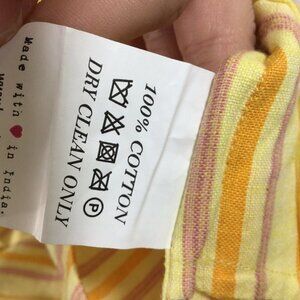 100% COTTON
P
DRY CLEAN ONLY
Made with ❤ in India.